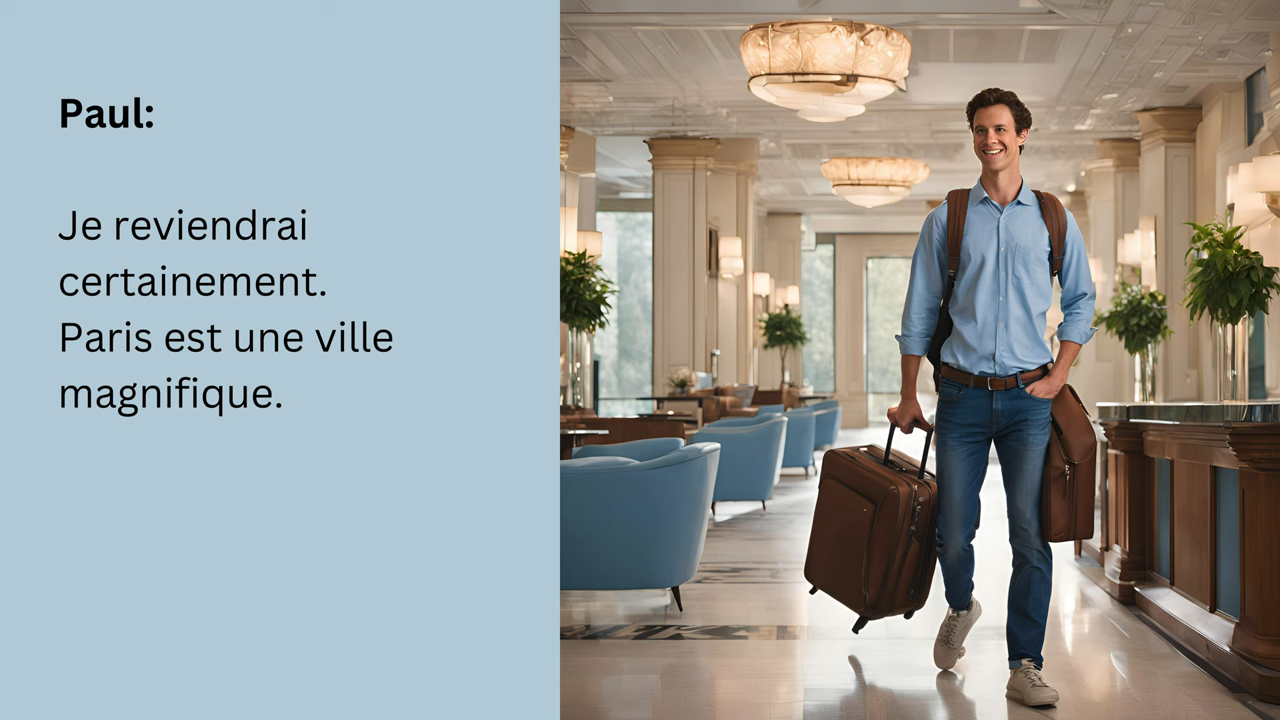 Paul:
Je reviendrai
certainement.
Paris est une ville
magnifique.